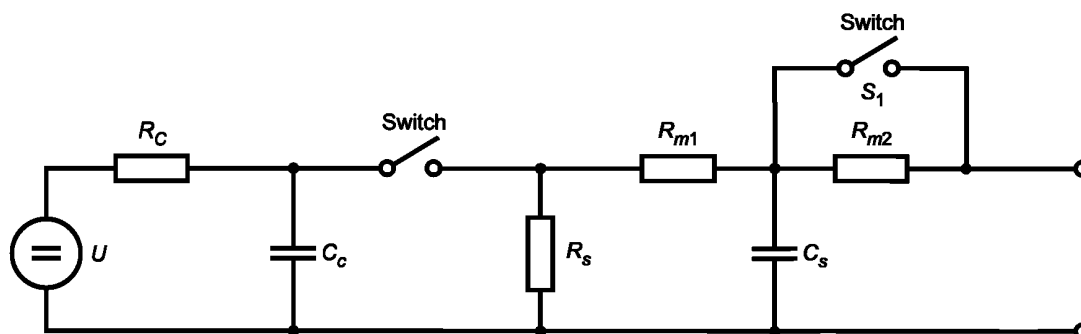 Switch
S1
Switch
RC
Rm1
Rm2
U
Cc
Rs
Cs